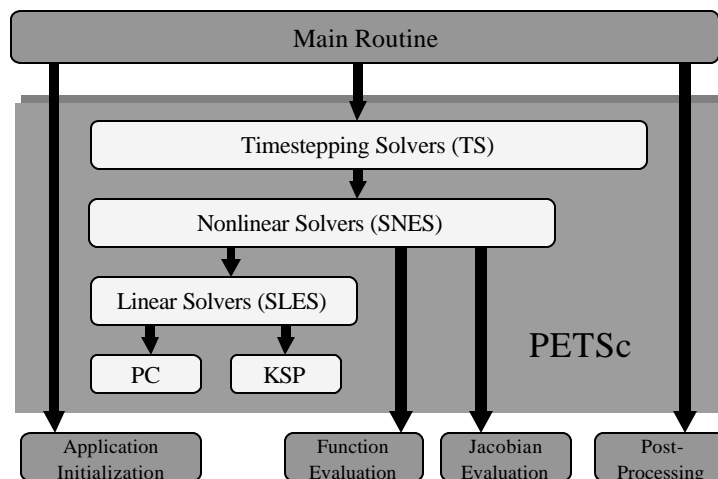 Main Routine
Timestepping Solvers (TS)
Nonlinear Solvers (SNES)
Linear Solvers (SLES)
PETSc
PC
KSP
Application
Initialization
Function
Evaluation
Jacobian
Evaluation
Post-
Processing